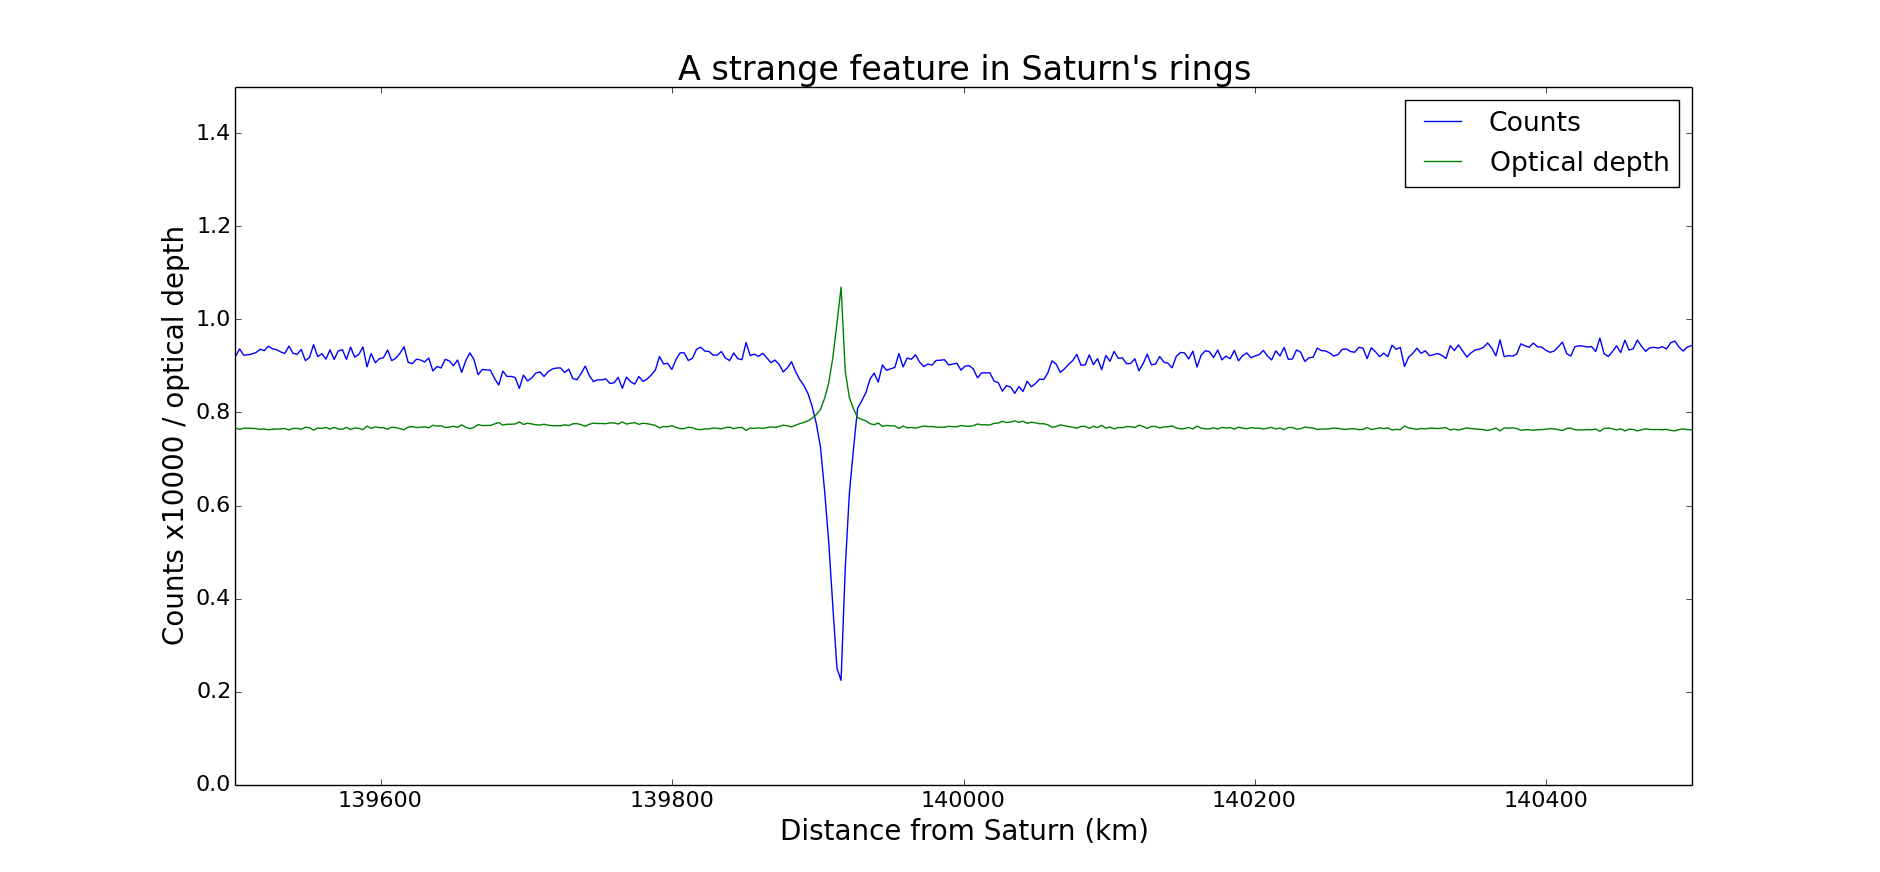 A strange feature in Saturn's rings
Counts
Optical depth
Counts x10000 / optical depth
1.4
1.2
1.0
0.8
0.6
0.4
0.2
0.0
139600 139800 140000 140200 140400
Distance from Saturn (km)